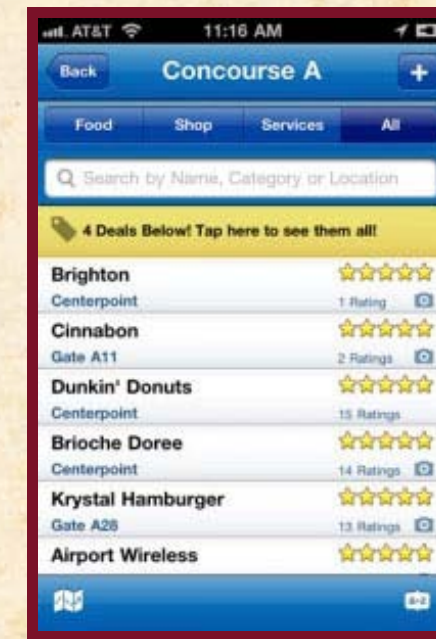 AT&T 11:16 AM
Back Concourse A +
Food Shop Services All
Search by Name, Category or Location
4 Deals Below! Tap here to see them all!
Brighton
Centerpoint 1 Rating
Cinnabon
Gate A11 2 Ratings
Dunkin' Donuts
Centerpoint 15 Ratings
Brioche Doree
Centerpoint 14 Ratings
Krystal Hamburger
Gate A28 13 Ratings
Airport Wireless